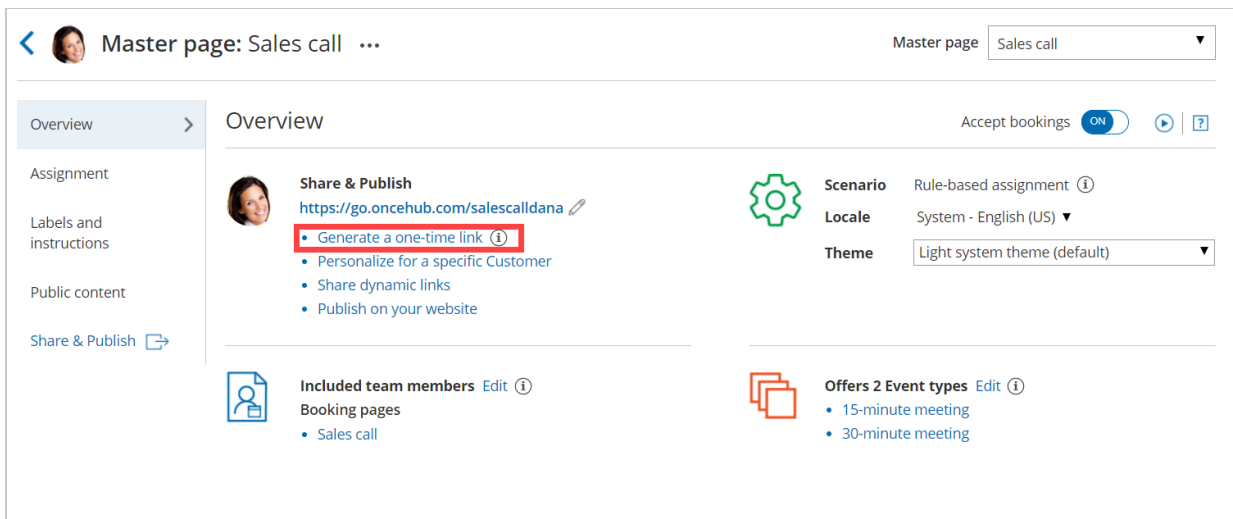 Master page: Sales call
Master page
Sales call
Overview
Assignment
Labels and
instructions
Public content
Share & Publish
Overview
Accept bookings
ON
Share & Publish
https://go.oncehub.com/salescalldana
Generate a one-time link
Personalize for a specific Customer
Share dynamic links
Publish on your website
Scenario Rule-based assignment
Locale System - English (US)
Theme Light system theme (default)
Included team members Edit
Booking pages
Sales call
Offers 2 Event types Edit
15-minute meeting
30-minute meeting